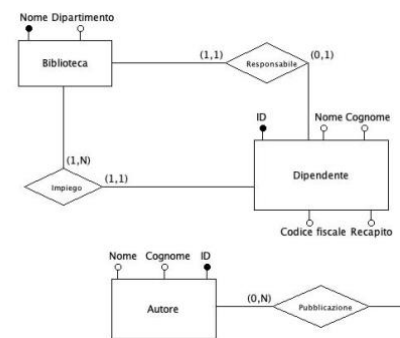 Nome Dipartimento
Biblioteca
(1,1)
Responsabile
(0,1)
ID
Nome Cognome
(1,N)
Impiego
(1,1)
Dipendente
Codice fiscale Recapito
Nome Cognome ID
Autore
(0,N)
Pubblicazione